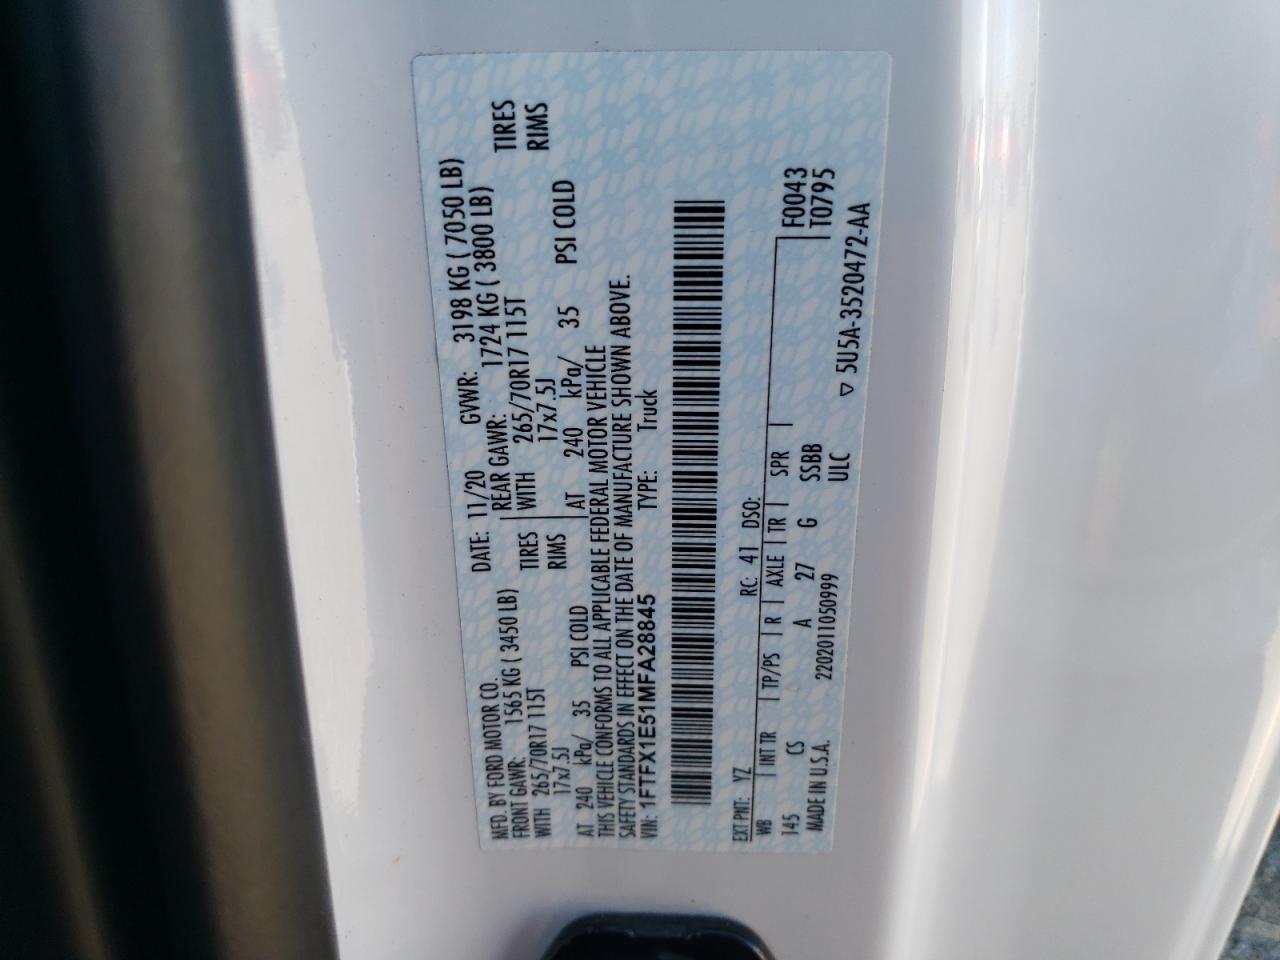 MFD. BY FORD MOTOR CO.
DATE: 11/20 GVWR: 3198 KG ( 7050 LB)
FRONT GAWR: 1565 KG ( 3450 LB) REAR GAWR: 1724 KG ( 3800 LB)
WITH 265/70R17 115T TIRES WITH 265/70R17 115T TIRES
17x7.5J RIMS 17x7.5J RIMS
AT 240 kPa/ 35 PSI COLD AT 240 kPa/ 35 PSI COLD
THIS VEHICLE CONFORMS TO ALL APPLICABLE FEDERAL MOTOR VEHICLE
SAFETY STANDARDS IN EFFECT ON THE DATE OF MANUFACTURE SHOWN ABOVE.
VIN: 1FTFX1E51MFA28845 TYPE: Truck
EXT PNT: YZ RC: 41 DSO:
WB INT TR TP/PS R AXLE TR SPR F0043
145 CS A 27 G SSBB T0795
MADE IN U.S.A. 2202011050999 ULC
▽ 5U5A-3520472-AA